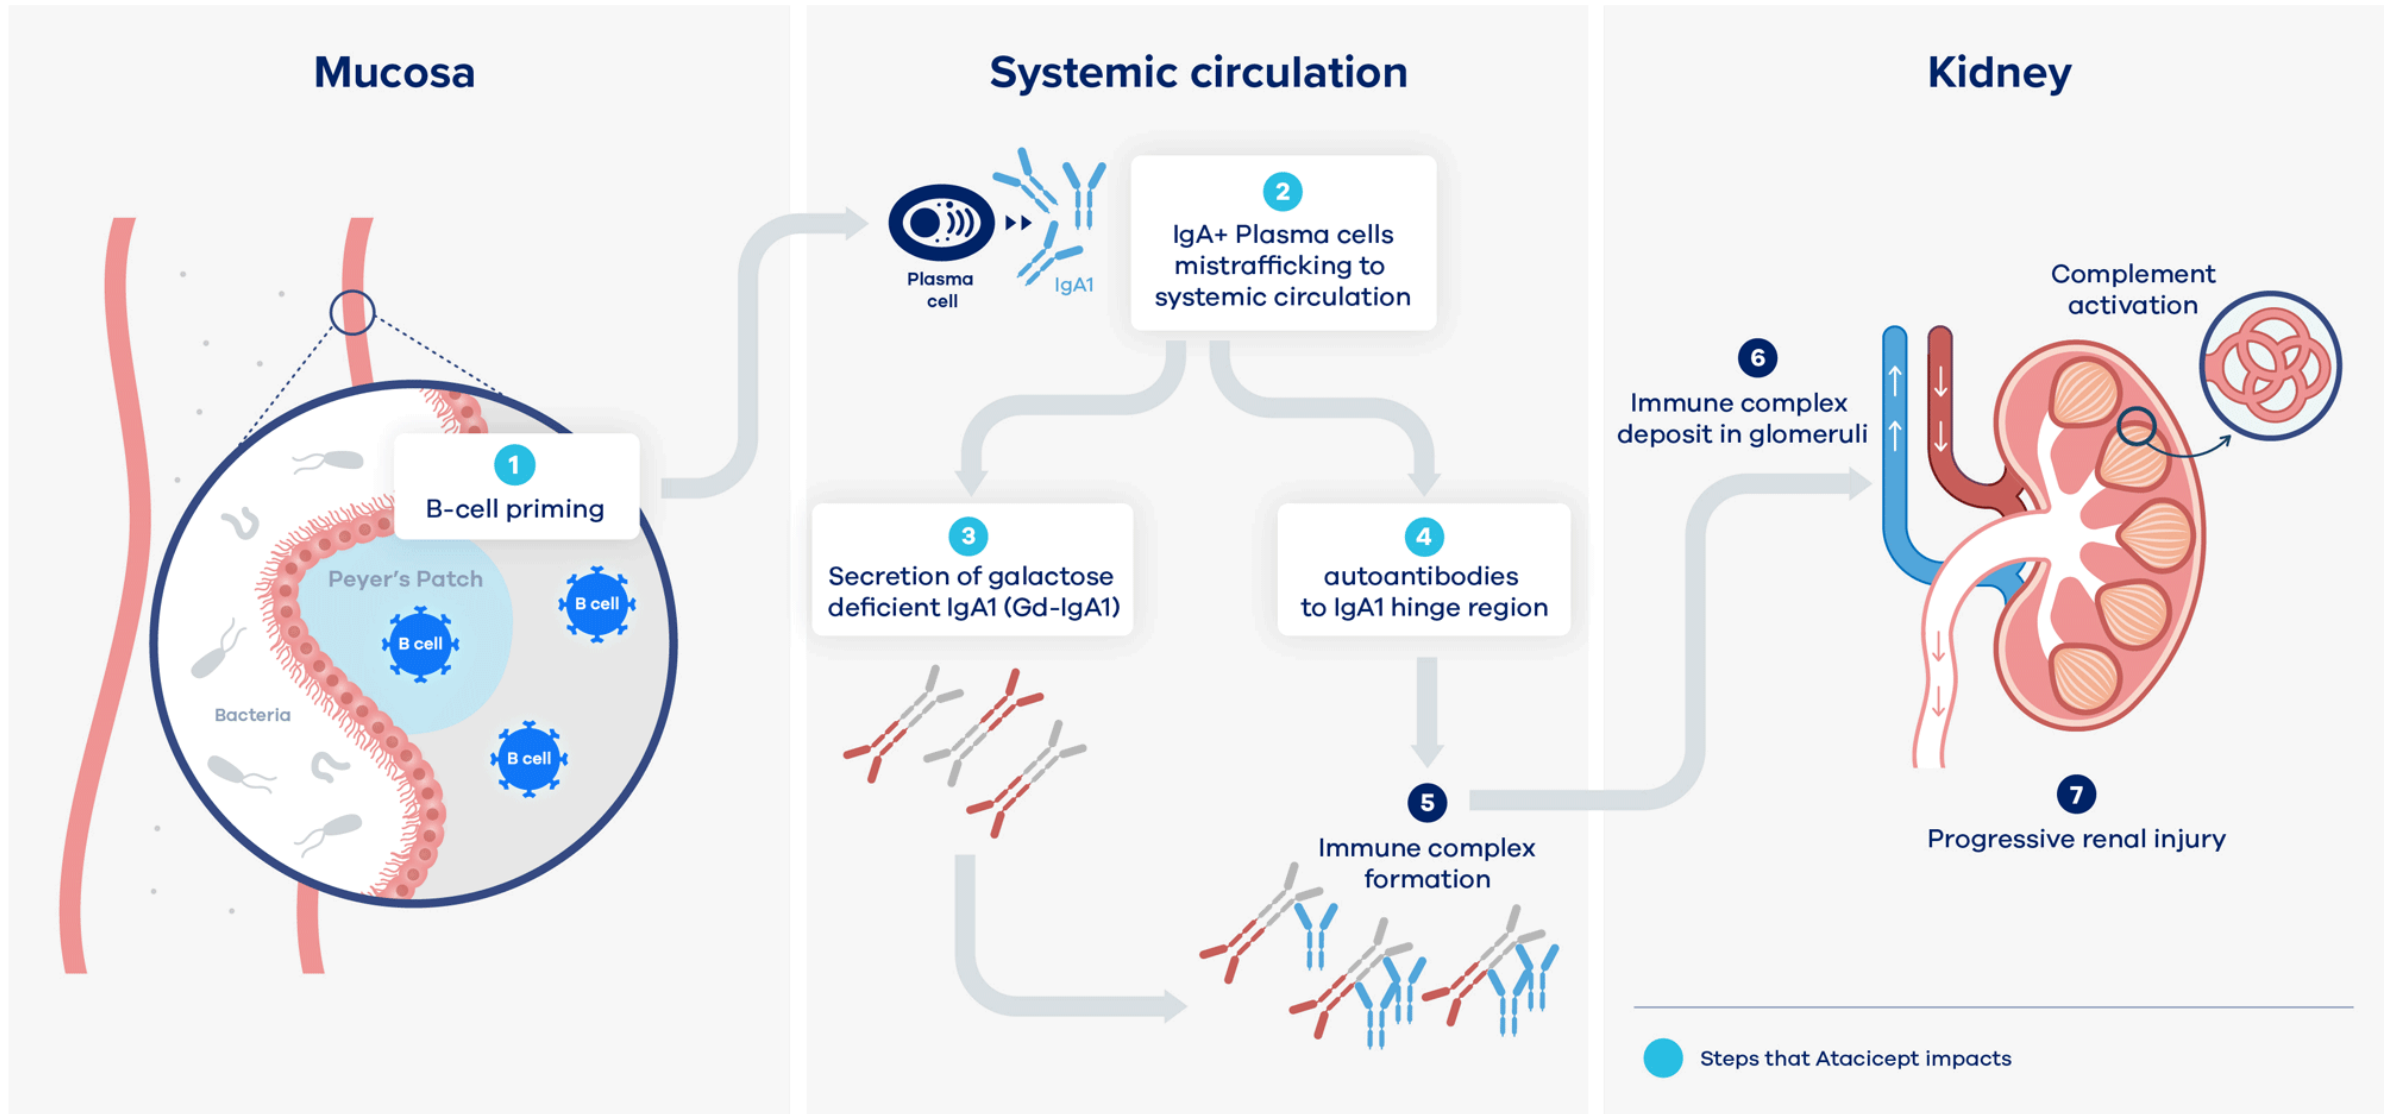 Mucosa
1
B-cell priming
Peyer's Patch
B cell
B cell
B cell
Bacteria
Systemic circulation
Plasma
cell
IgA1
2
IgA+ Plasma cells
mistrafficking to
systemic circulation
3
Secretion of galactose
deficient IgA1 (Gd-IgA1)
4
autoantibodies
to IgA1 hinge region
5
Immune complex
formation
Kidney
Complement
activation
6
Immune complex
deposit in glomeruli
7
Progressive renal injury
Steps that Atacicept impacts